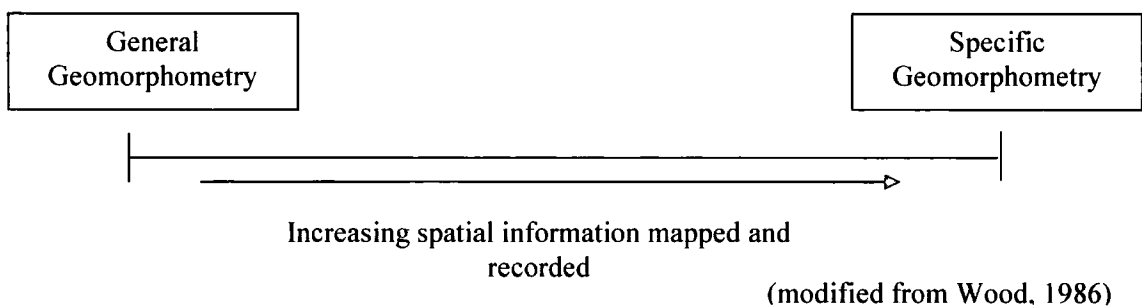 General
Geomorphometry
Specific
Geomorphometry
Increasing spatial information mapped and
recorded
(modified from Wood, 1986)